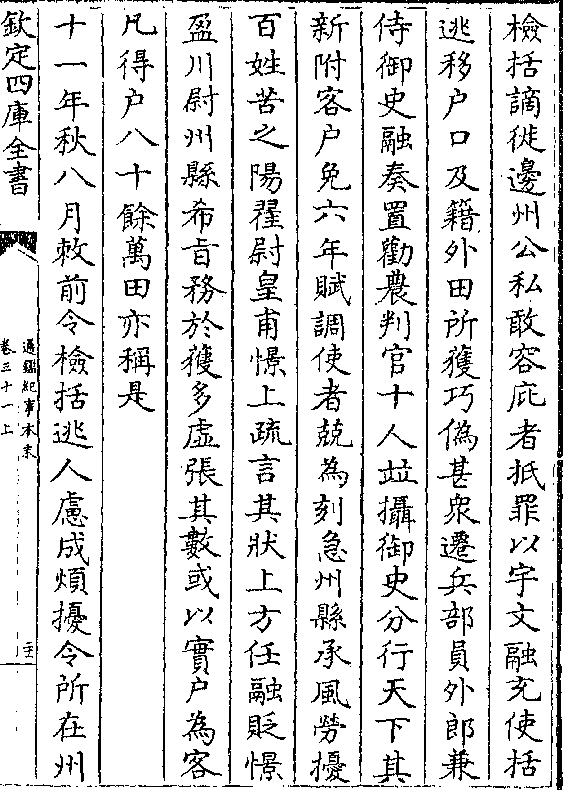 檢括謫徙邊州公私敢容庇者抵罪以宇文融充使括
逃移户口及籍外田所獲巧偽甚衆遷兵部員外郎兼
侍御史融奏置勸農判官十人並攝御史分行天下其
新附客户免六年賦調使者兢為刻急州縣承風勞擾
百姓苦之陽翟尉皇甫憬上疏言其狀上方任融貶憬
盈川尉州縣希旨務於獲多虛張其數或以實户為客
凡得户八十餘萬田亦稱是
十一年秋八月敕前令檢括逃人慮成煩擾令所在州
欽定四庫全書
通鑑紀事本末
卷三十一上